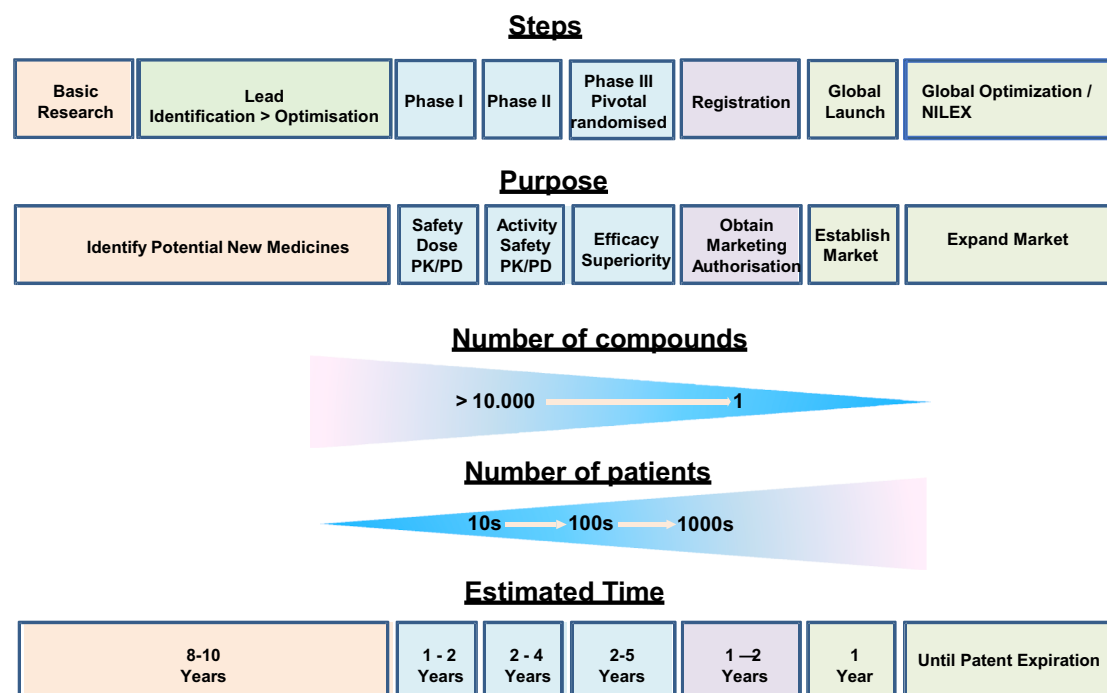 Steps
Basic
Research
Lead
Identification > Optimisation
Phase I
Phase II
Phase III
Pivotal
randomised
Registration
Global
Launch
Global Optimization /
NILEX
Purpose
Identify Potential New Medicines
Safety
Dose
PK/PD
Activity
Safety
PK/PD
Efficacy
Superiority
Obtain
Marketing
Authorisation
Establish
Market
Expand Market
Number of compounds
> 10.000
1
Number of patients
10s
100s
1000s
Estimated Time
8-10
Years
1 - 2
Years
2 - 4
Years
2-5
Years
1 —2
Years
1
Year
Until Patent Expiration